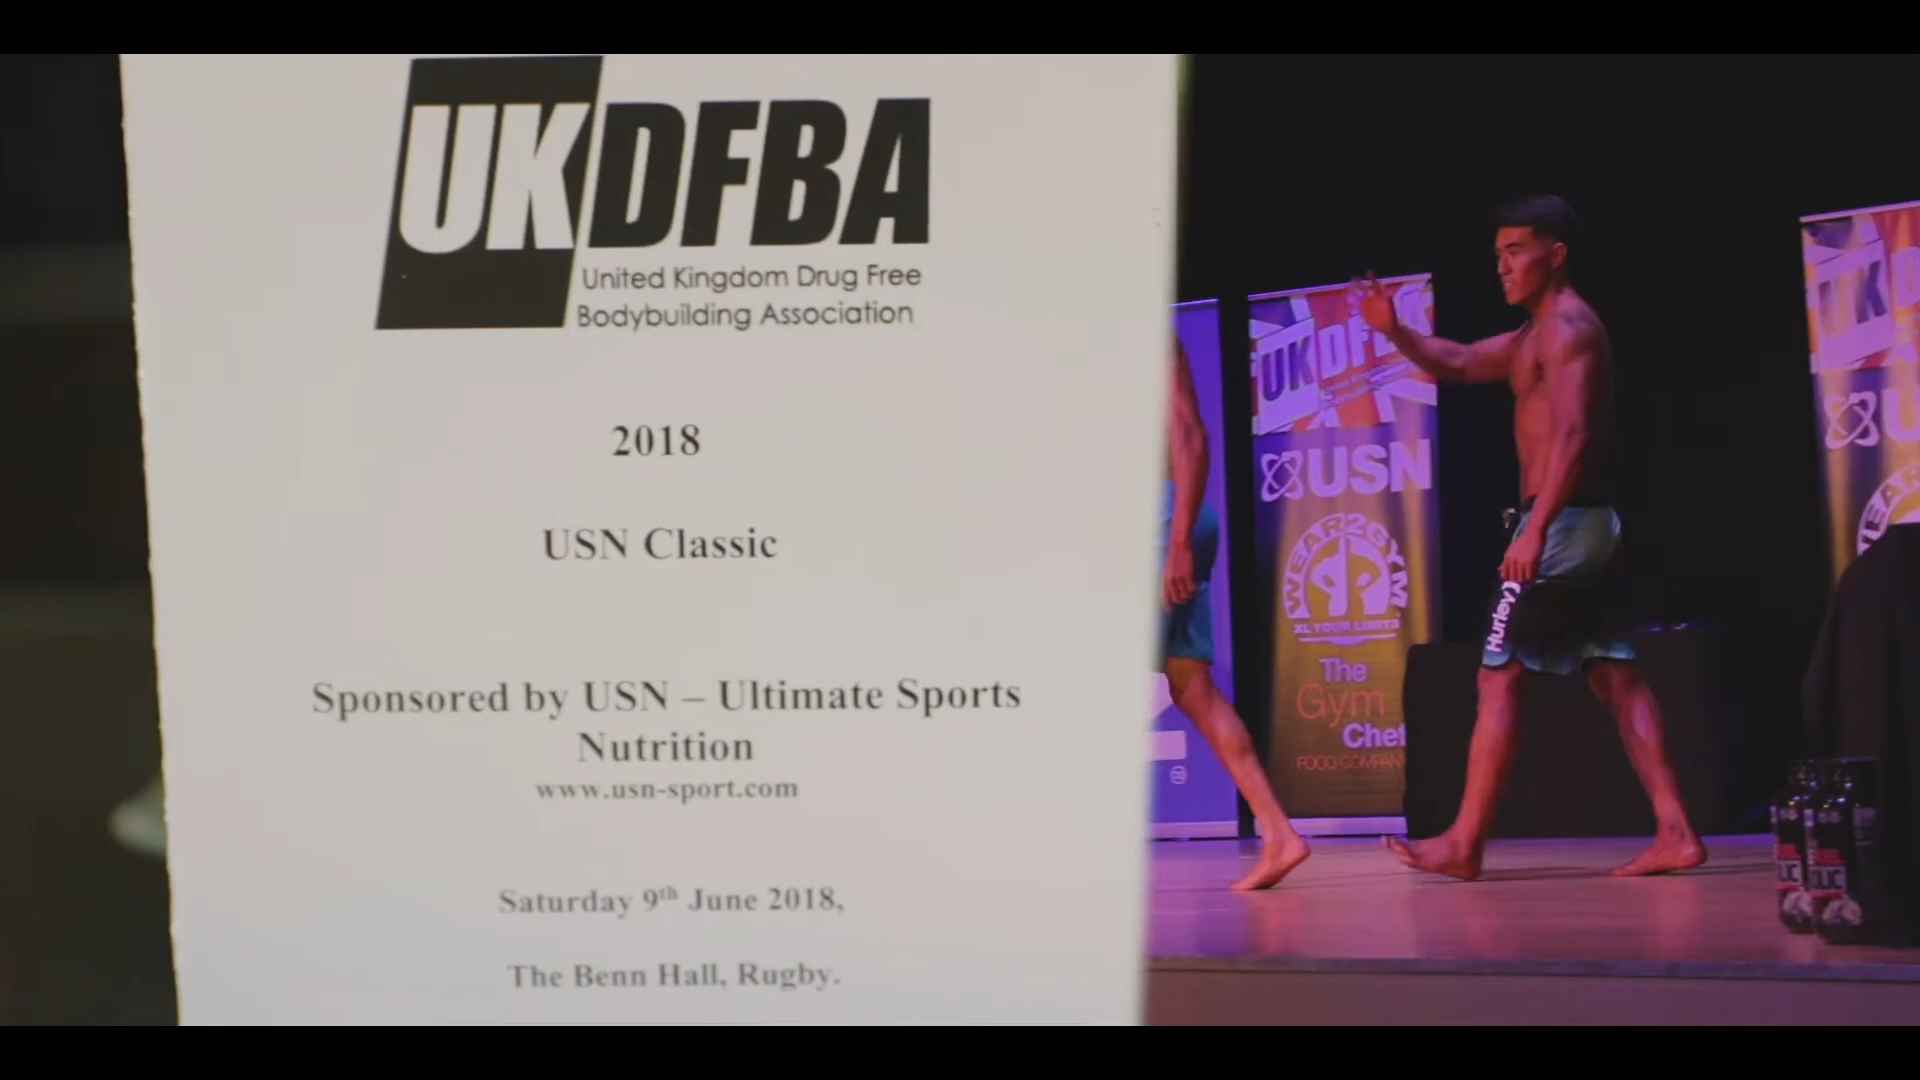 UKDFBA
United Kingdom Drug Free
Bodybuilding Association
2018
USN Classic
Sponsored by USN – Ultimate Sports
Nutrition
www.usn-sport.com
Saturday 9th June 2018,
The Benn Hall, Rugby.
UKDFBA
USN
WEAR2GYM
XL YOUR LIMITS
The
Gym
Chef
FOOD COMPANY
Hurley
UK